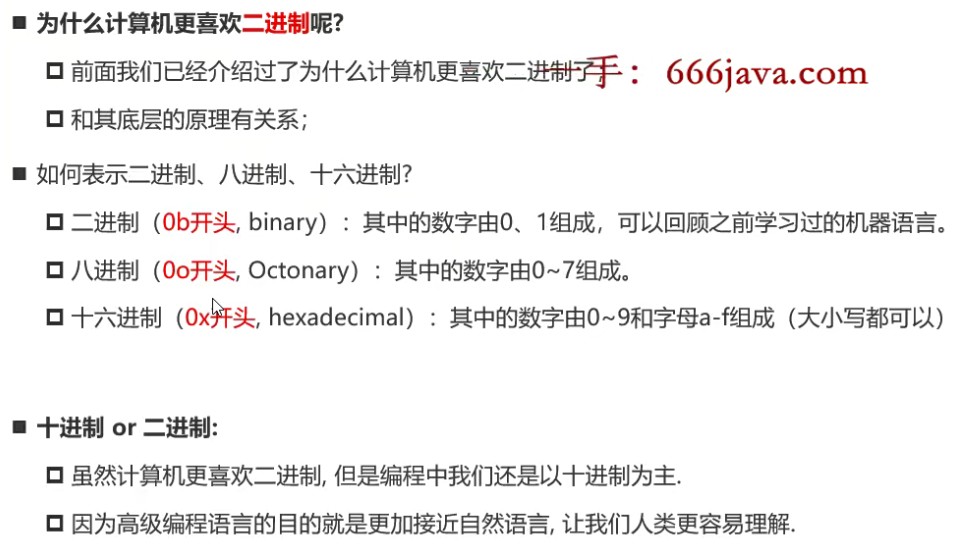 为什么计算机更喜欢二进制呢?
前面我们已经介绍过了为什么计算机更喜欢二进制了,
一手: 666java.com
和其底层的原理有关系;
如何表示二进制、八进制、十六进制?
二进制（0b开头, binary）：其中的数字由0、1组成，可以回顾之前学习过的机器语言。
八进制（0o开头, Octonary）：其中的数字由0~7组成。
十六进制（0x开头, hexadecimal）：其中的数字由0~9和字母a-f组成（大小写都可以）
十进制 or 二进制:
虽然计算机更喜欢二进制, 但是编程中我们还是以十进制为主.
因为高级编程语言的目的就是更加接近自然语言, 让我们人类更容易理解.